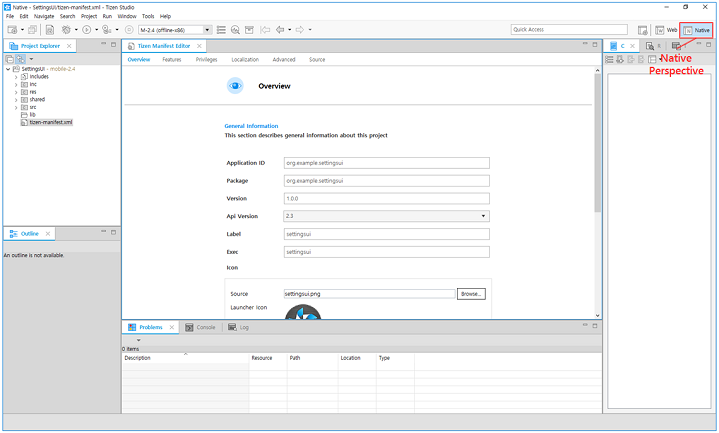 Native - SettingsUI/tizen-manifest.xml - Tizen Studio
File Edit Navigate Search Project Run Window Tools Help
M-2.4 (offline-x86)
Quick Access
Web
Native
Project Explorer
Tizen Manifest Editor
C
Native
Perspective
Overview Features Privileges Localization Advanced Source
SettingsUI - mobile-2.4
Includes
inc
res
shared
src
lib
tizen-manifest.xml
Overview
General Information
This section describes general information about this project
Application ID org.example.settingsui
Package org.example.settingsui
Version 1.0.0
Api Version 2.3
Label settingsui
Exec settingsui
Icon
Source settingsui.png Browse...
Launcher Icon
Outline
An outline is not available.
Problems Console Log
0 items
Description Resource Path Location Type